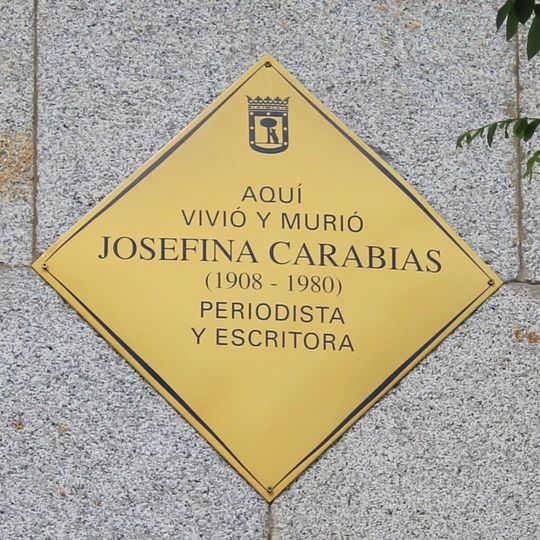 AQUÍ
VIVIÓ Y MURIÓ
JOSEFINA CARABIAS
(1908 - 1980)
PERIODISTA
Y ESCRITORA